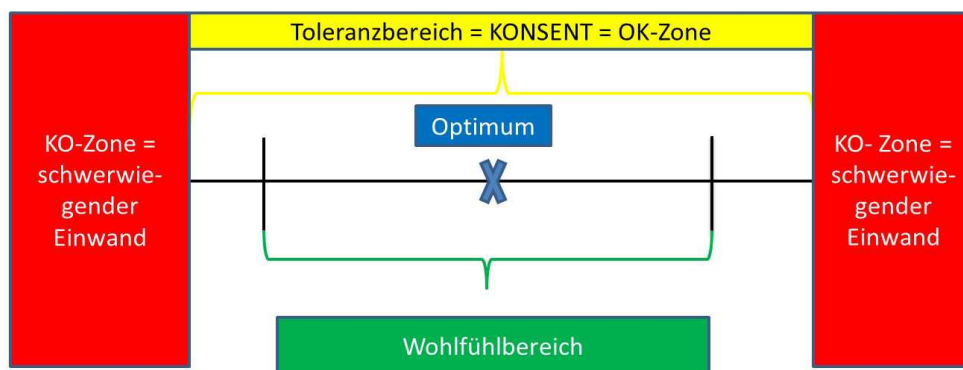 Toleranzbereich = KONSENT = OK-Zone
Optimum
KO-Zone =
schwerwie-
gender
Einwand
KO- Zone =
schwerwie-
gender
Einwand
Wohlfühlbereich